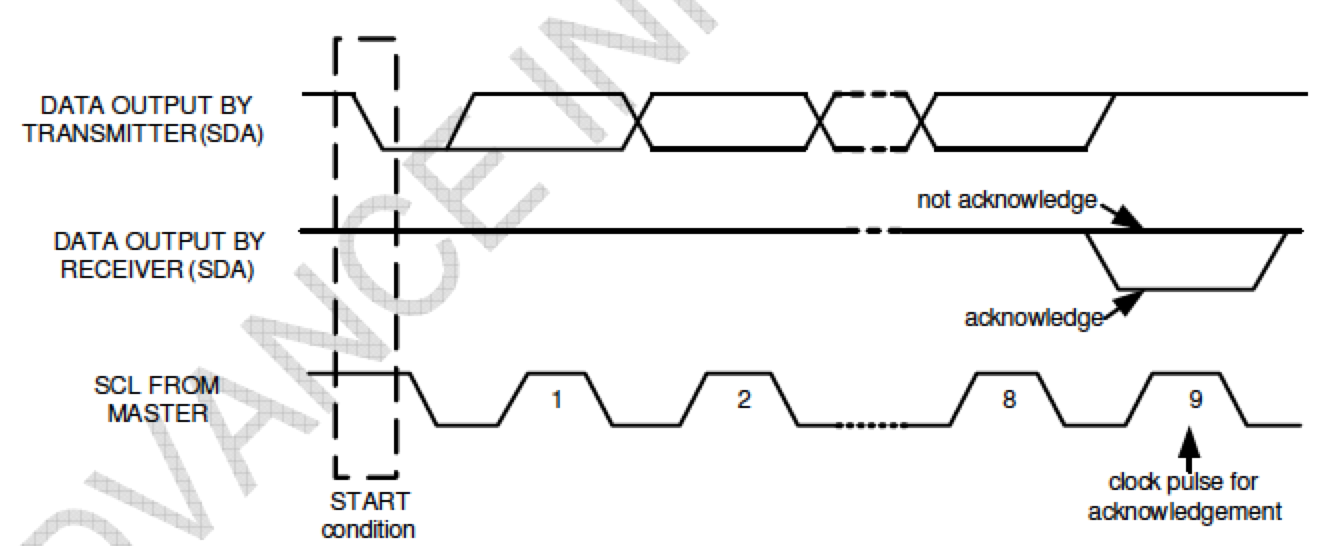 DATA OUTPUT BY
TRANSMITTER(SDA)
not acknowledge
DATA OUTPUT BY
RECEIVER (SDA)
acknowledge
SCL FROM
MASTER
1
2
8
9
START
condition
clock pulse for
acknowledgement
ADVANCE